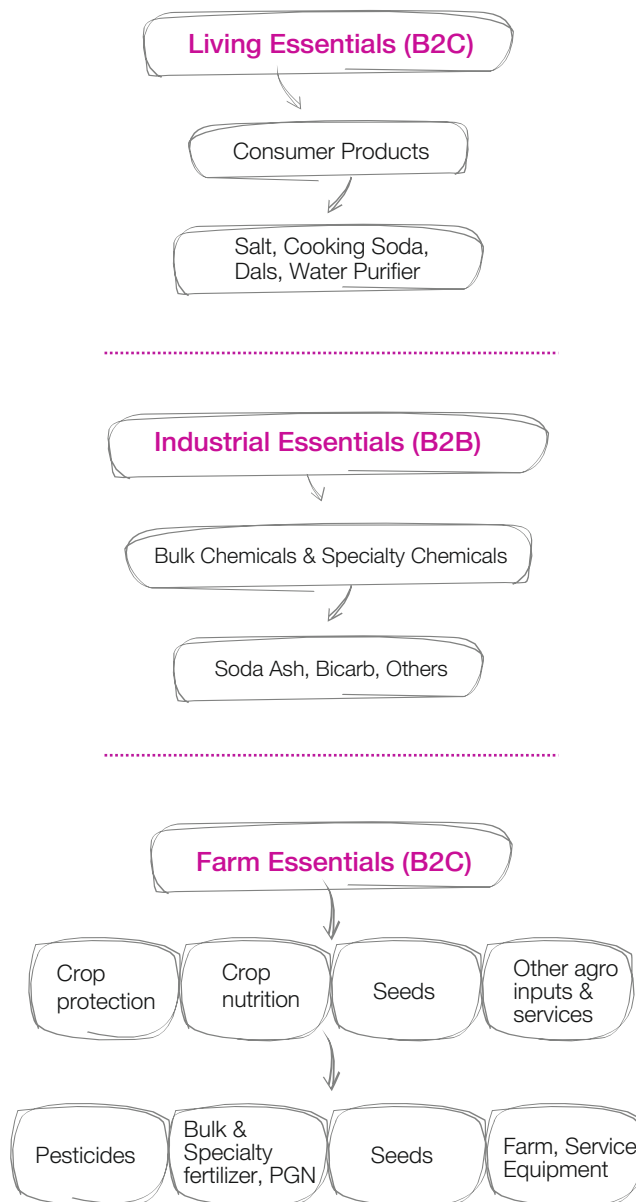 Living Essentials (B2C)
Consumer Products
Salt, Cooking Soda,
Dals, Water Purifier
Industrial Essentials (B2B)
Bulk Chemicals & Specialty Chemicals
Soda Ash, Bicarb, Others
Farm Essentials (B2C)
Crop
protection
Crop
nutrition
Seeds
Other agro
inputs &
services
Pesticides
Bulk &
Specialty
fertilizer, PGN
Seeds
Farm, Service
Equipment